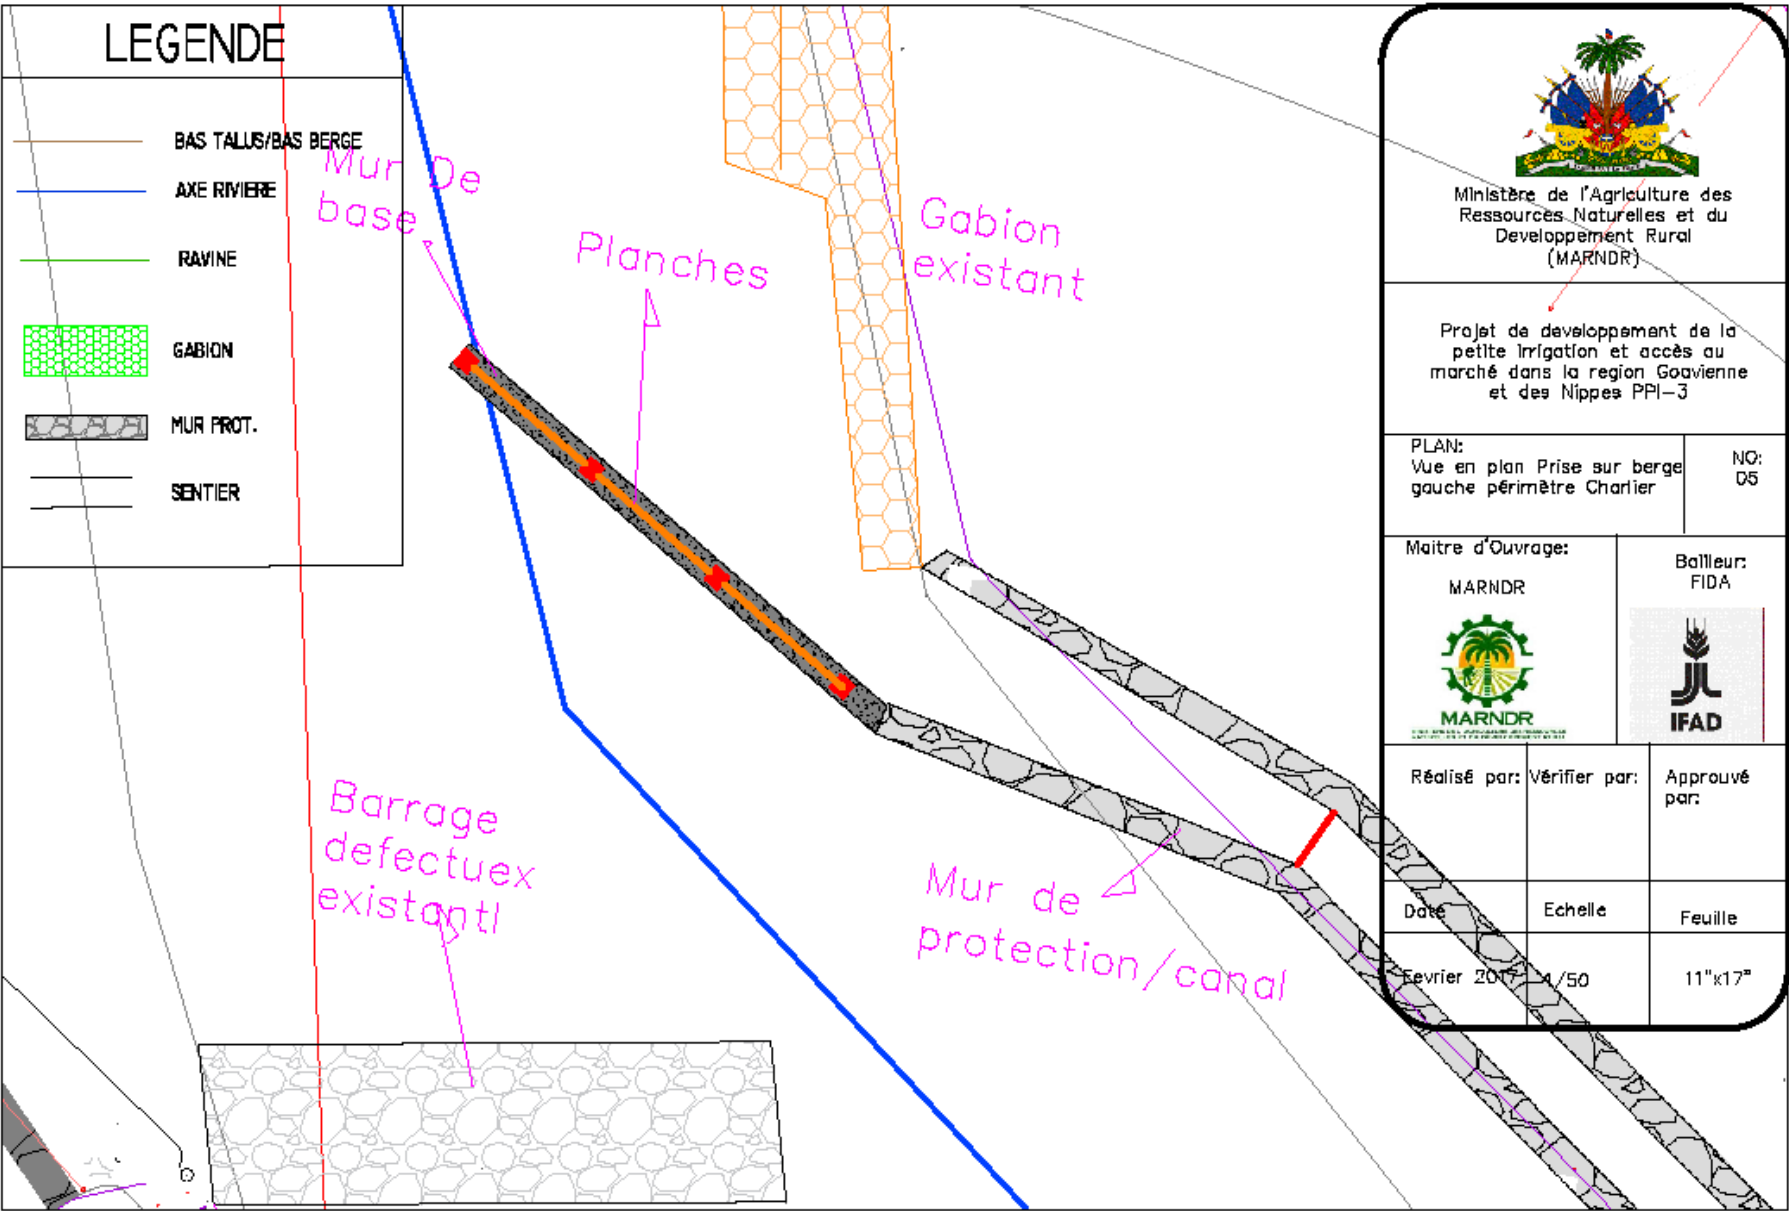 LEGENDE
BAS TALUS/BAS BERGE
AXE RIVIERE
RAVINE
GABION
MUR PROT.
SENTIER
Mur De
base
Planches
Gabion
existant
Barrage
defectuex
existantl
Mur de
protection/canal
Ministère de l'Agriculture des
Ressources Naturelles et du
Developpement Rural
(MARNDR)
Projet de developpement de la
petite irrigation et accès au
marché dans la region Goavienne
et des Nippes PPI-3
PLAN:
Vue en plan Prise sur berge
gauche périmètre Charlier
NO:
05
Maitre d'Ouvrage:
MARNDR
MARNDR
Bailleur:
FIDA
IFAD
Réalisé par:
Vérifier par:
Approuvé
par:
Date
Echelle
Feuille
Fevrier 2017
1/50
11"x17"